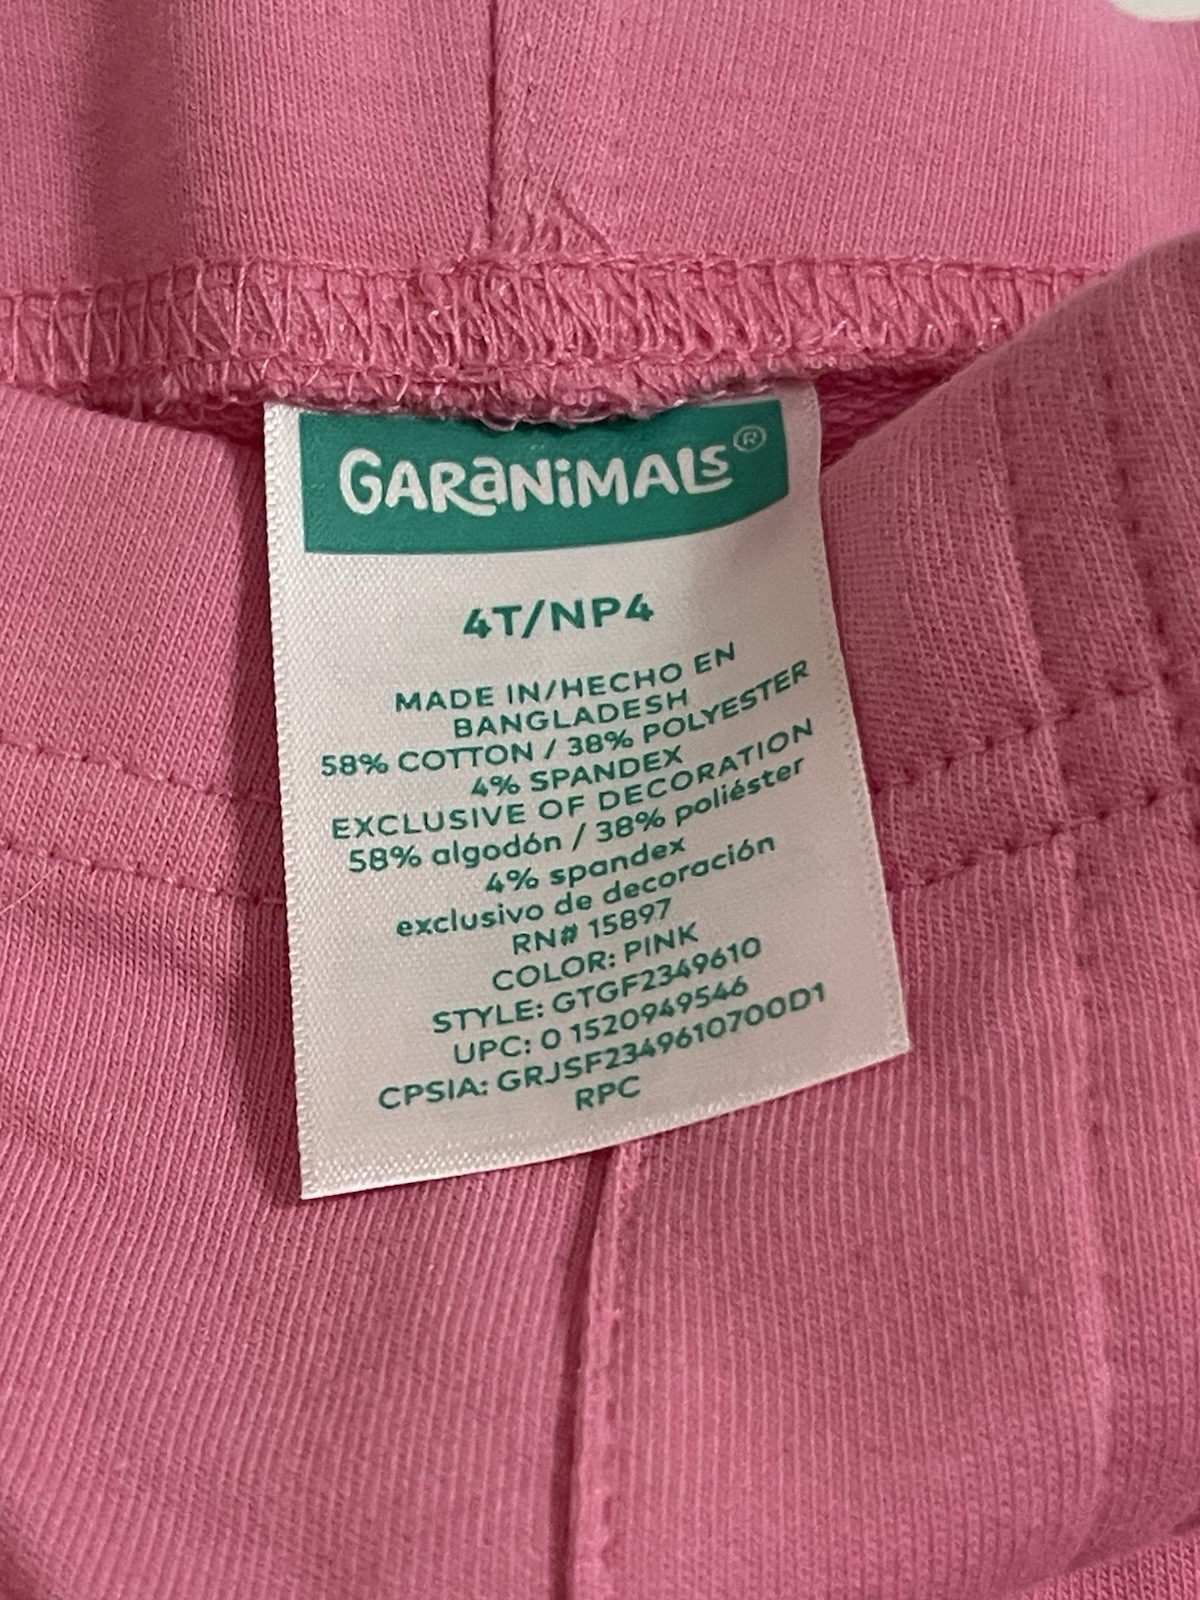 GARaNiMALS®
4T/NP4
MADE IN/HECHO EN
BANGLADESH
58% COTTON / 38% POLYESTER
4% SPANDEX
EXCLUSIVE OF DECORATION
58% algodón / 38% poliéster
4% spandex
exclusivo de decoración
RN# 15897
COLOR: PINK
STYLE: GTGF2349610
UPC: 0 1520949546
CPSIA: GRJSF2349610700D1
RPC